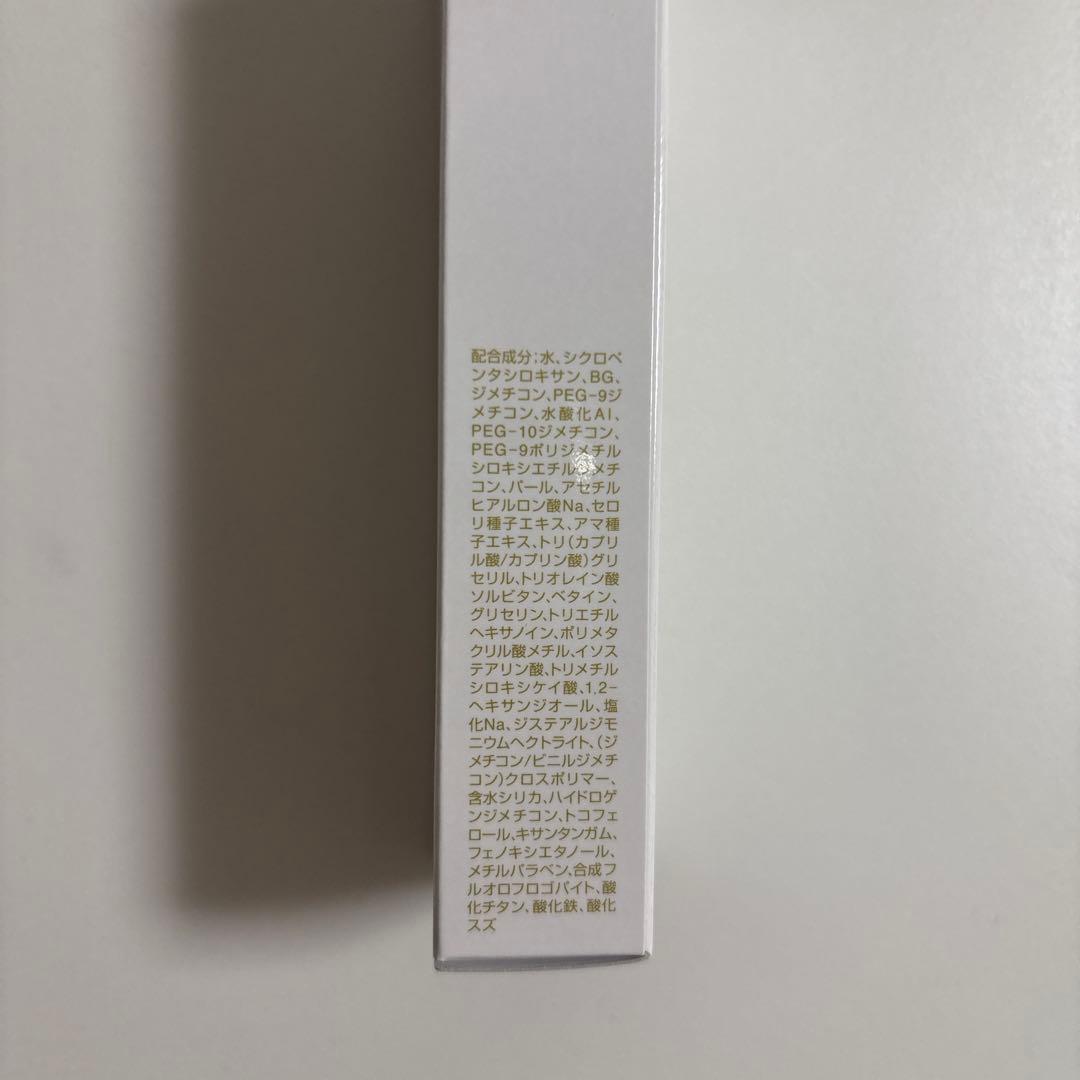 配合成分;水、シクロペ
ンタシロキサン、BG、
ジメチコン、PEG-9ジ
メチコン、水酸化Al、
PEG-10ジメチコン、
PEG-9ポリジメチル
シロキシエチルジメチ
コン、パール、アセチル
ヒアルロン酸Na、セロ
リ種子エキス、アマ種
子エキス、トリ(カプリ
ル酸/カプリン酸)グリ
セリル、トリオレイン酸
ソルビタン、ベタイン、
グリセリン、トリエチル
ヘキサノイン、ポリメタ
クリル酸メチル、イソス
テアリン酸、トリメチル
シロキシケイ酸、1,2-
ヘキサンジオール、塩
化Na、ジステアルジモ
ニウムヘクトライト、(ジ
メチコン/ビニルジメチ
コン)クロスポリマー、
含水シリカ、ハイドロゲ
ンジメチコン、トコフェ
ロール、キサンタンガム、
フェノキシエタノール、
メチルパラベン、合成フ
ルオロフロゴパイト、酸
化チタン、酸化鉄、酸化
スズ